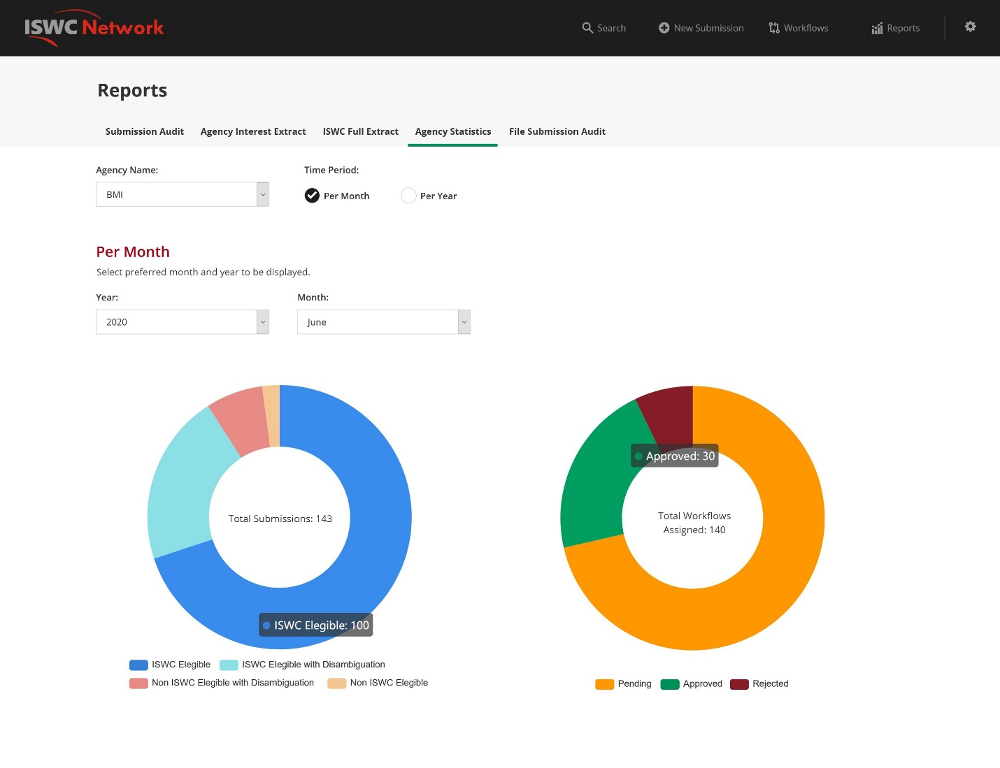 ISWC Network
Search
New Submission
Workflows
Reports
Reports
Submission Audit
Agency Interest Extract
ISWC Full Extract
Agency Statistics
File Submission Audit
Agency Name:
Time Period:
BMI
Per Month
Per Year
Per Month
Select preferred month and year to be displayed.
Year:
Month:
2020
June
Approved: 30
Total Submissions: 143
Total Workflows
Assigned: 140
ISWC Elegible: 100
ISWC Elegible
ISWC Elegible with Disambiguation
Non ISWC Elegible with Disambiguation
Non ISWC Elegible
Pending
Approved
Rejected